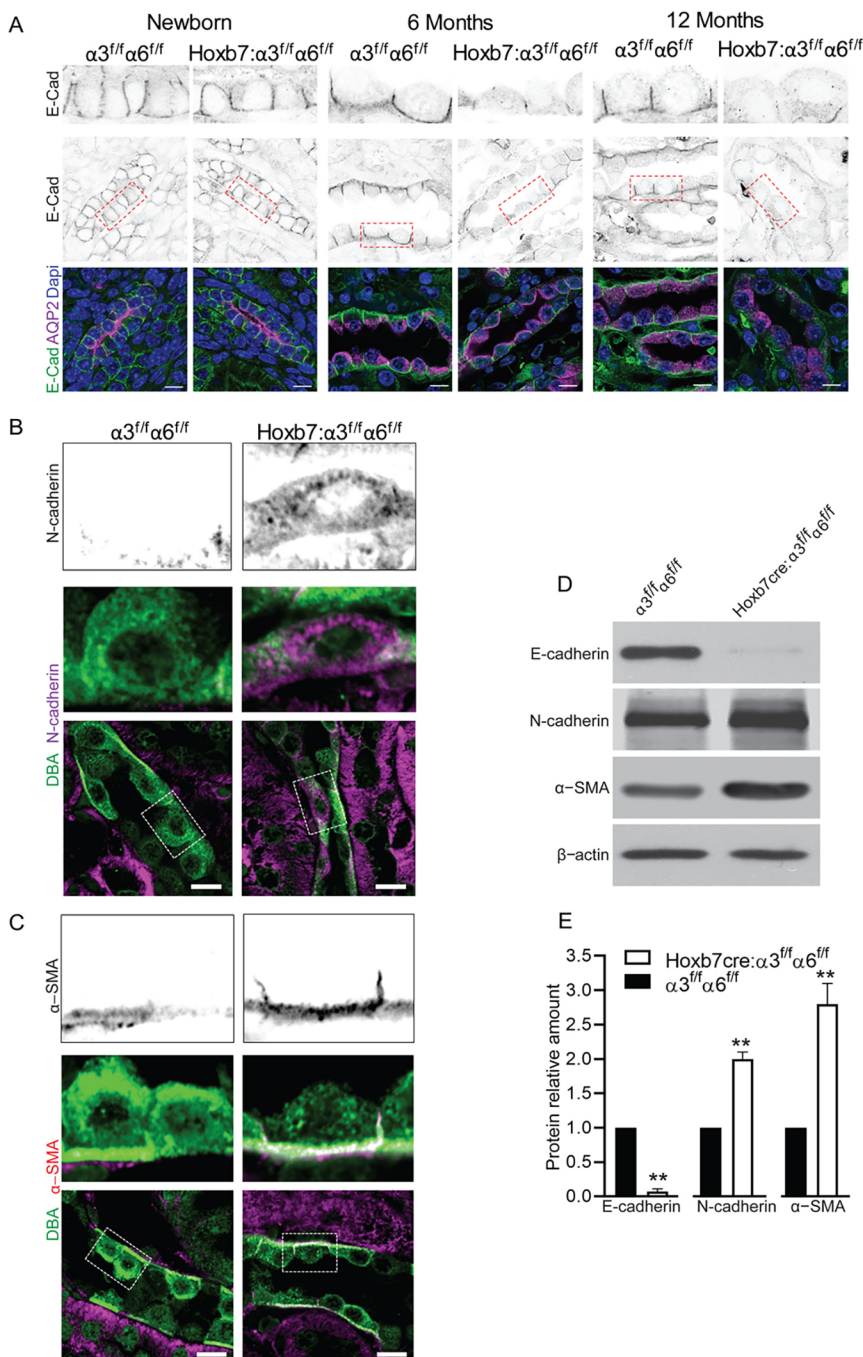 A
Newborn
6 Months
12 Months
α3f/fα6f/f
Hoxb7:α3f/fα6f/f
α3f/fα6f/f
Hoxb7:α3f/fα6f/f
α3f/fα6f/f
Hoxb7:α3f/fα6f/f
E-Cad
E-Cad
E-Cad AQP2 Dapi
B
α3f/fα6f/f
Hoxb7:α3f/fα6f/f
N-cadherin
DBA N-cadherin
C
α-SMA
DBA α-SMA
D
α3f/fα6f/f
Hoxb7cre:α3f/fα6f/f
E-cadherin
N-cadherin
α-SMA
β-actin
E
Hoxb7cre:α3f/fα6f/f
α3f/fα6f/f
Protein relative amount
3.5
3.0
2.5
2.0
1.5
1.0
0.5
0.0
**
**
**
E-cadherin
N-cadherin
α-SMA